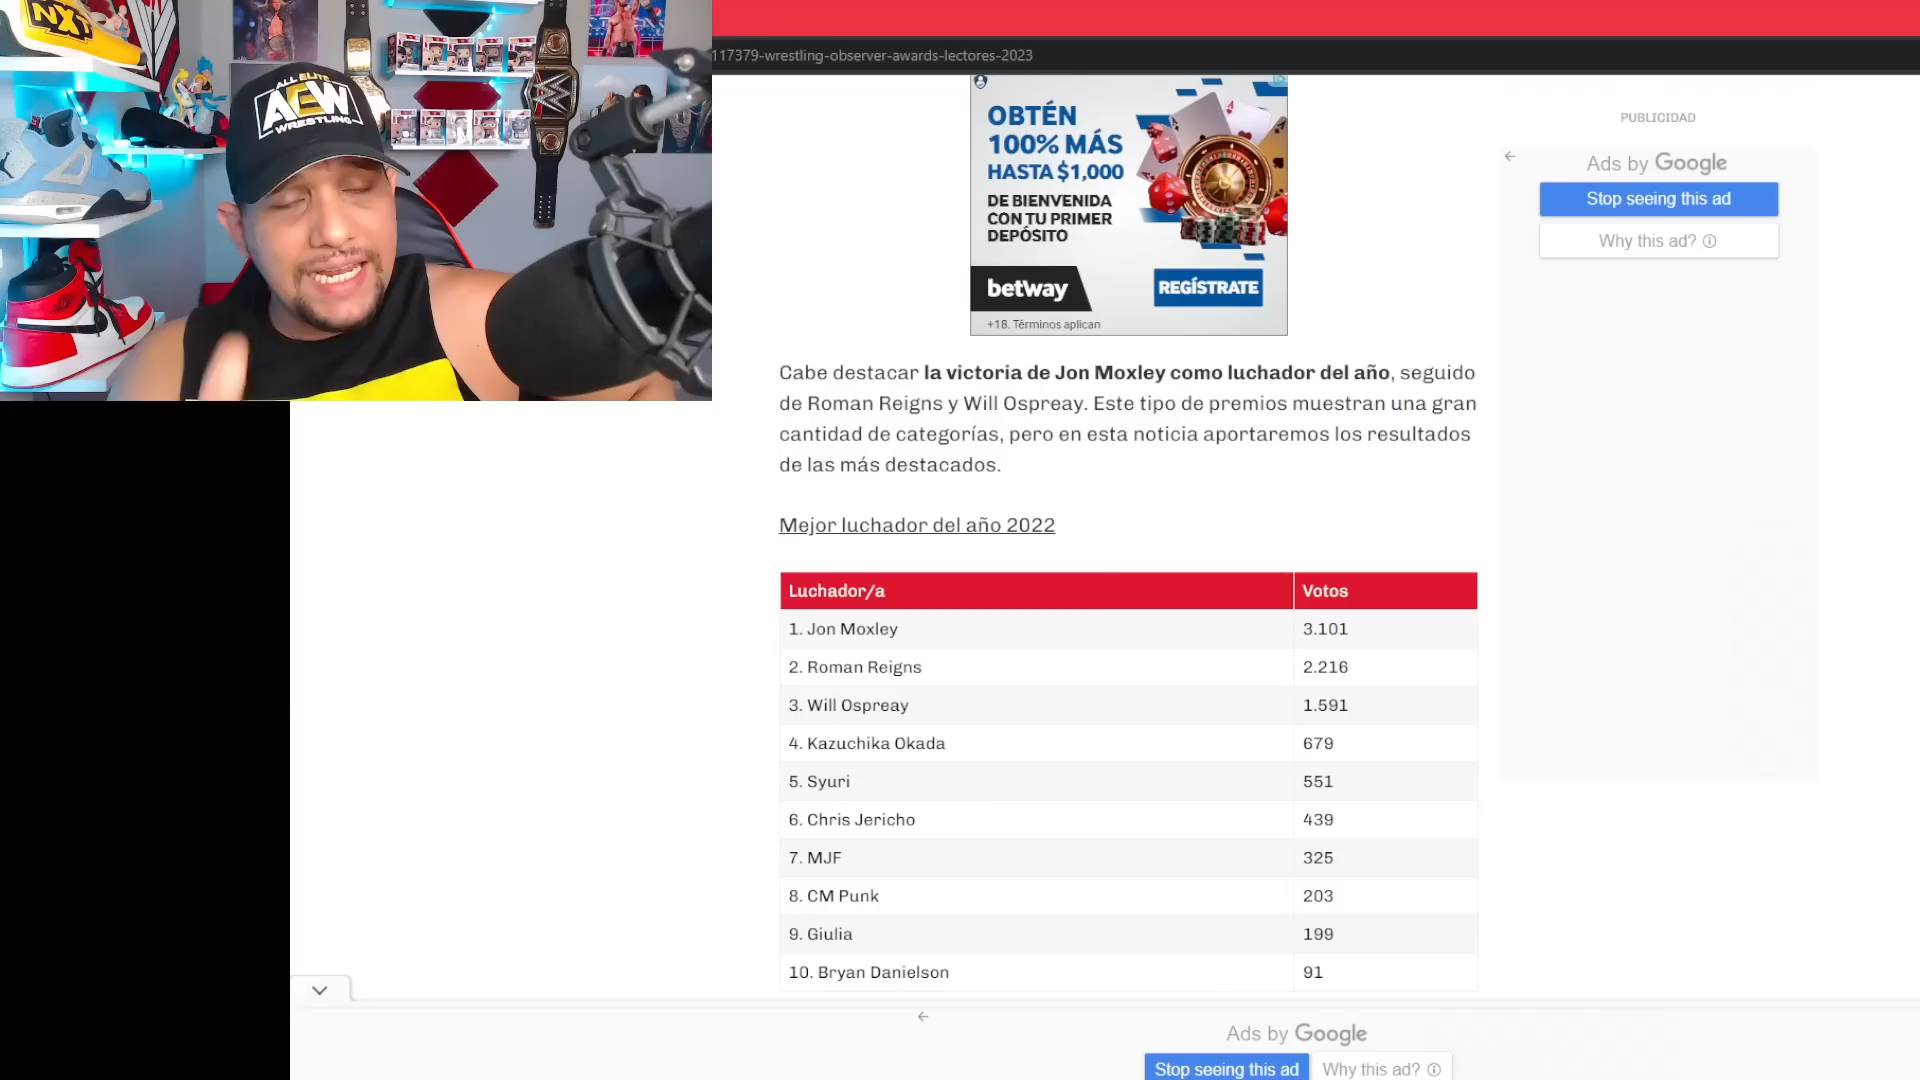 NXT
ALL ELITE
AEW
WRESTLING
117379-wrestling-observer-awards-lectores-2023
OBTÉN
100% MÁS
HASTA $1,000
DE BIENVENIDA
CON TU PRIMER
DEPÓSITO
betway
REGÍSTRATE
+18. Términos aplican
PUBLICIDAD
Ads by Google
Stop seeing this ad
Why this ad?
Cabe destacar la victoria de Jon Moxley como luchador del año, seguido
de Roman Reigns y Will Ospreay. Este tipo de premios muestran una gran
cantidad de categorías, pero en esta noticia aportaremos los resultados
de las más destacados.
Mejor luchador del año 2022
Luchador/a Votos
1. Jon Moxley 3.101
2. Roman Reigns 2.216
3. Will Ospreay 1.591
4. Kazuchika Okada 679
5. Syuri 551
6. Chris Jericho 439
7. MJF 325
8. CM Punk 203
9. Giulia 199
10. Bryan Danielson 91
Ads by Google
Stop seeing this ad Why this ad?